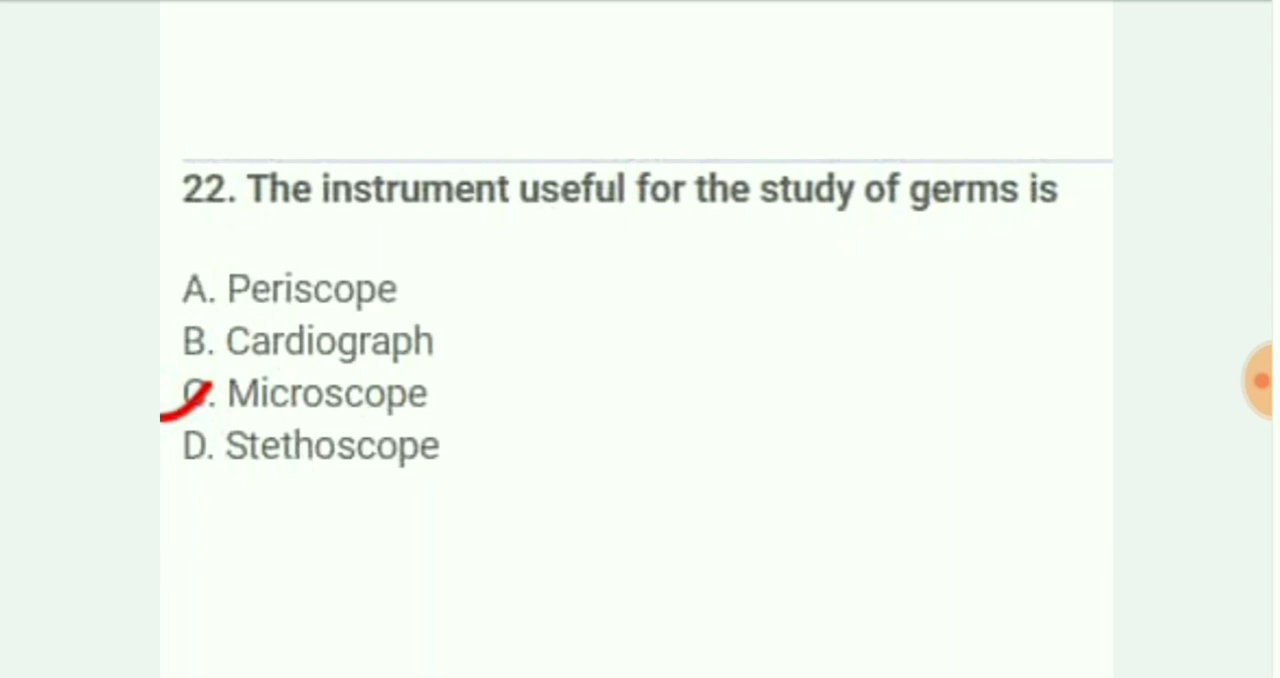 22. The instrument useful for the study of germs is
A. Periscope
B. Cardiograph
C. Microscope
D. Stethoscope